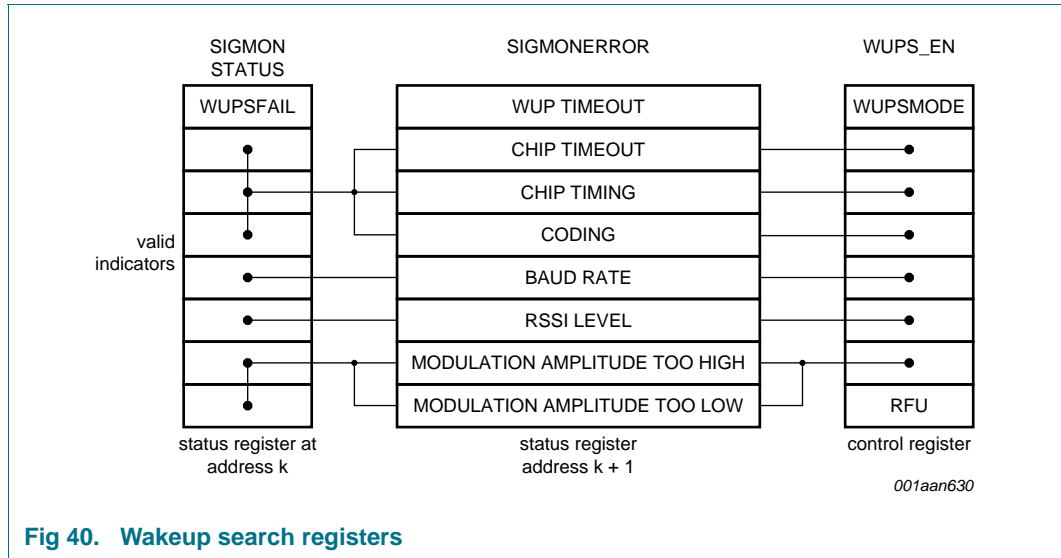 SIGMON
STATUS
SIGMONERROR
WUPS_EN
WUPSFAIL
WUP TIMEOUT
WUPSMODE
CHIP TIMEOUT
CHIP TIMING
CODING
valid
indicators
BAUD RATE
RSSI LEVEL
MODULATION AMPLITUDE TOO HIGH
MODULATION AMPLITUDE TOO LOW
RFU
status register at
address k
status register
address k + 1
control register
001aan630
Fig 40. Wakeup search registers